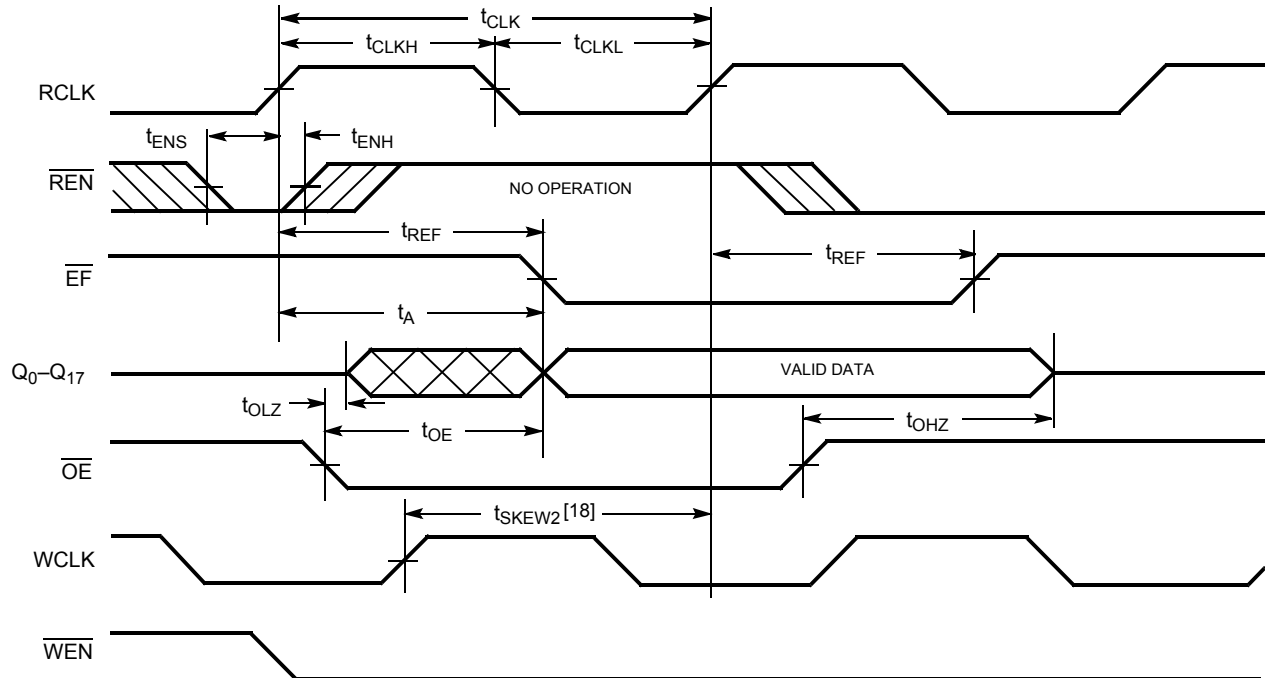 tCLK
tCLKH
tCLKL
RCLK
tENS
tENH
REN
NO OPERATION
tREF
tREF
EF
tA
Q0–Q17
VALID DATA
tOLZ
tOE
tOHZ
OE
tSKEW2 [18]
WCLK
WEN